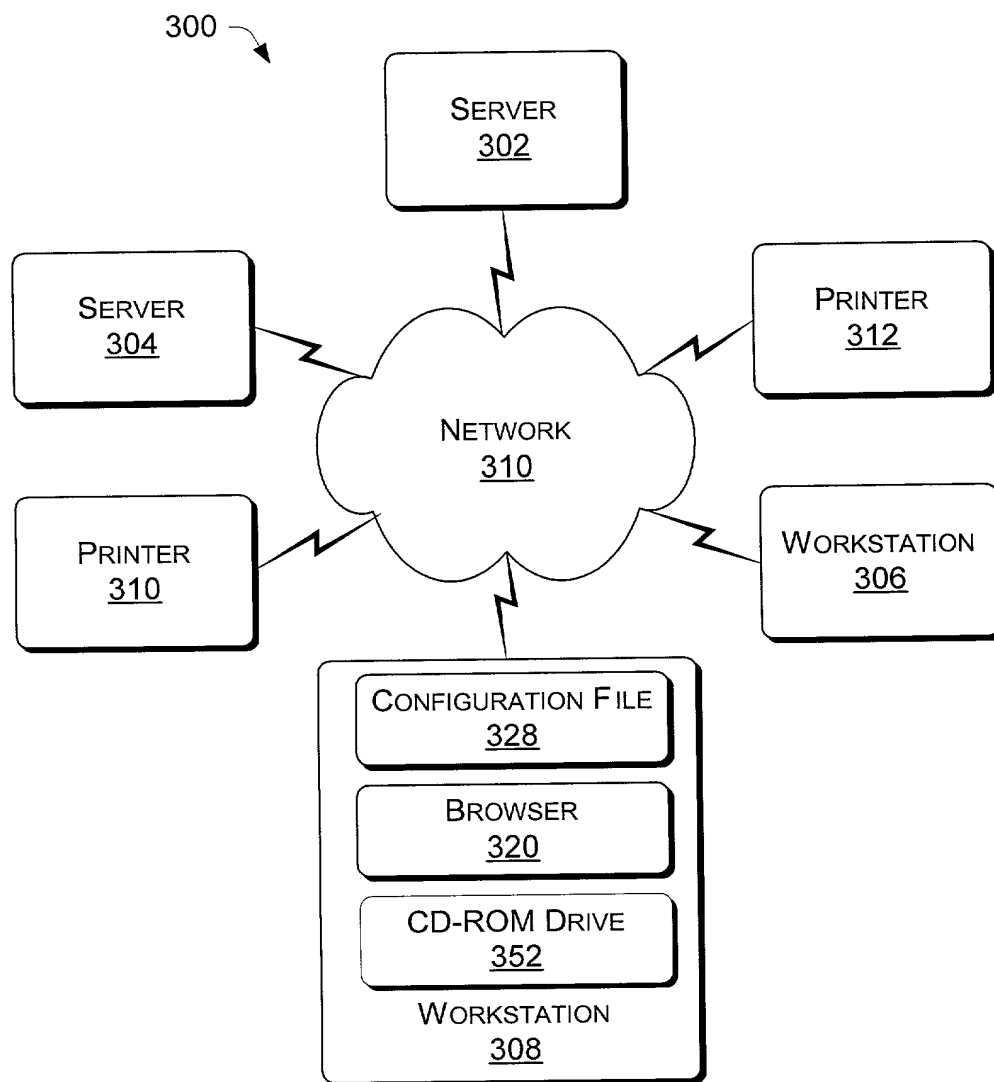 300
SERVER
302
SERVER
304
PRINTER
312
NETWORK
310
PRINTER
310
WORKSTATION
306
CONFIGURATION FILE
328
BROWSER
320
CD-ROM DRIVE
352
WORKSTATION
308